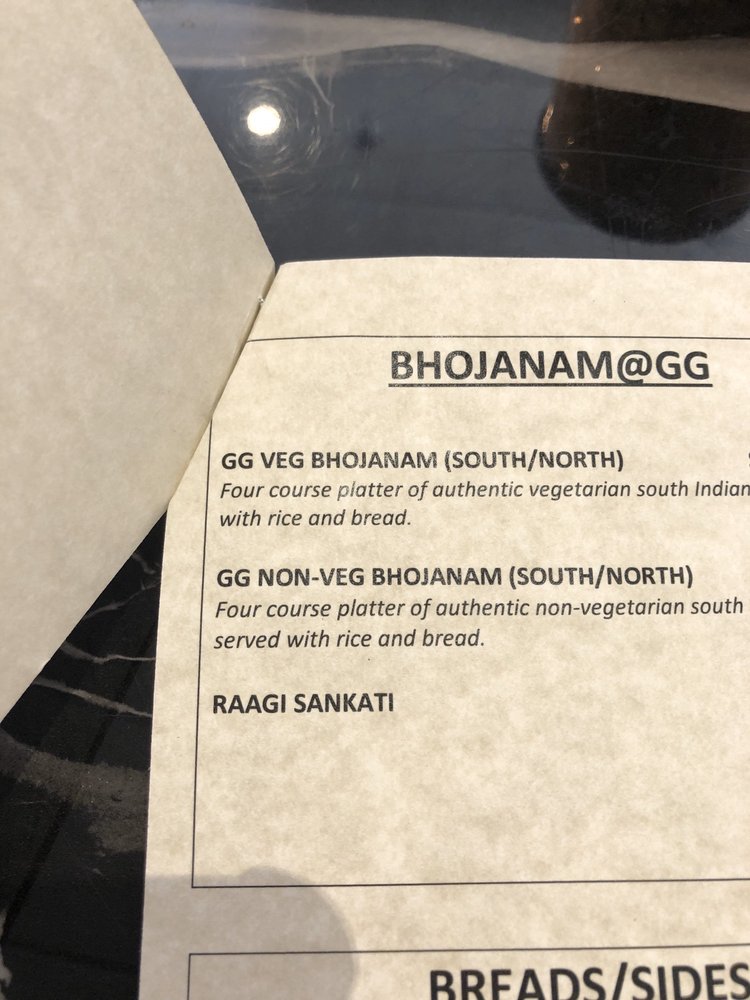 BHOJANAM@GG
GG VEG BHOJANAM (SOUTH/NORTH)
Four course platter of authentic vegetarian south Indian
with rice and bread.
GG NON-VEG BHOJANAM (SOUTH/NORTH)
Four course platter of authentic non-vegetarian south
served with rice and bread.
RAAGI SANKATI
BREADS/SIDES